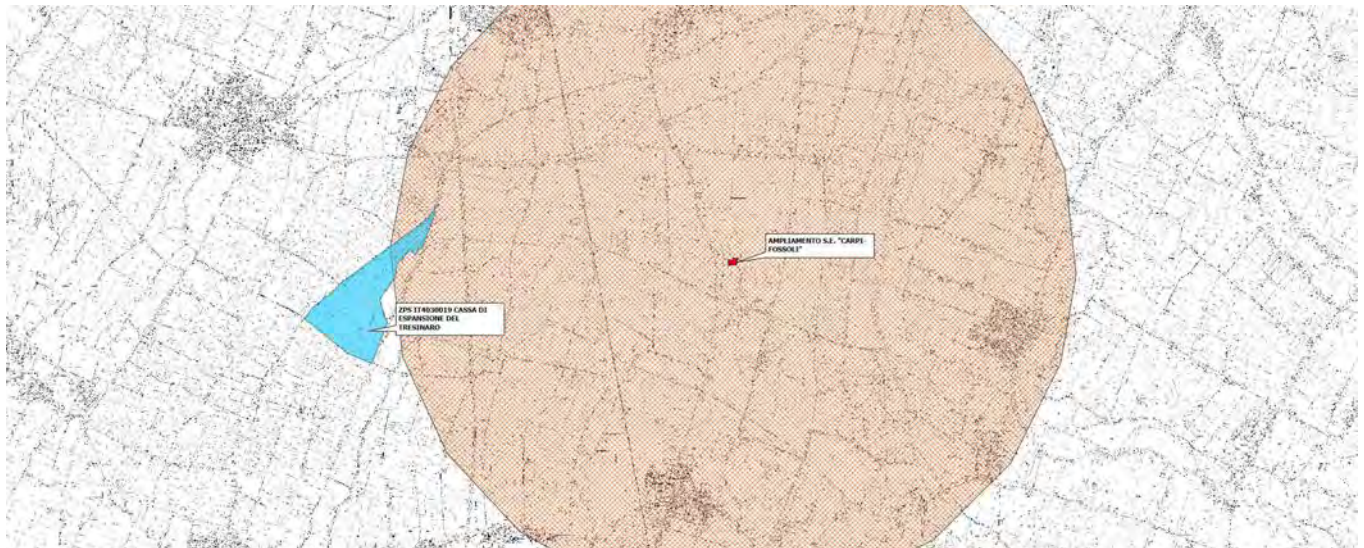 AMPLIAMENTO S.E. "CARPI-
FOSSOLI"
ZPS IT4030019 CASSA DI
ESPANSIONE DEL
TRESINARO